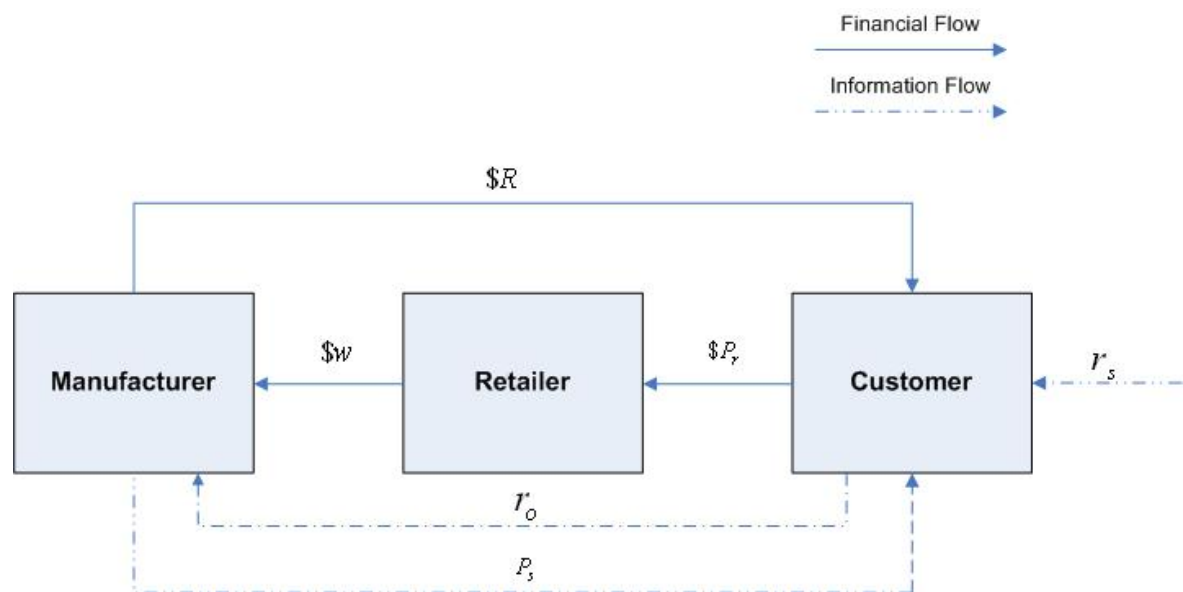 Financial Flow
Information Flow
$R
$w
$P_r
r_s
Manufacturer
Retailer
Customer
r_o
P_s